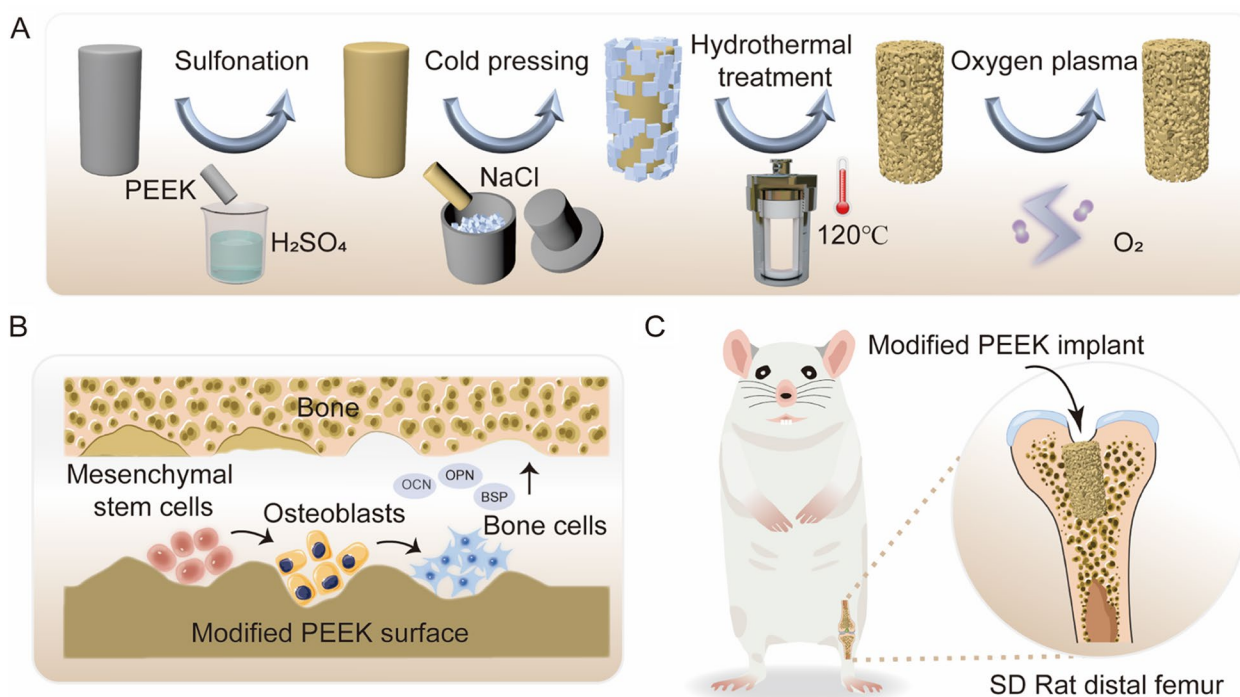 A
Sulfonation
Cold pressing
Hydrothermal
treatment
Oxygen plasma
PEEK
H₂SO₄
NaCl
120℃
O₂
B
Bone
Mesenchymal
stem cells
Osteoblasts
OCN
OPN
BSP
Bone cells
Modified PEEK surface
C
Modified PEEK implant
SD Rat distal femur